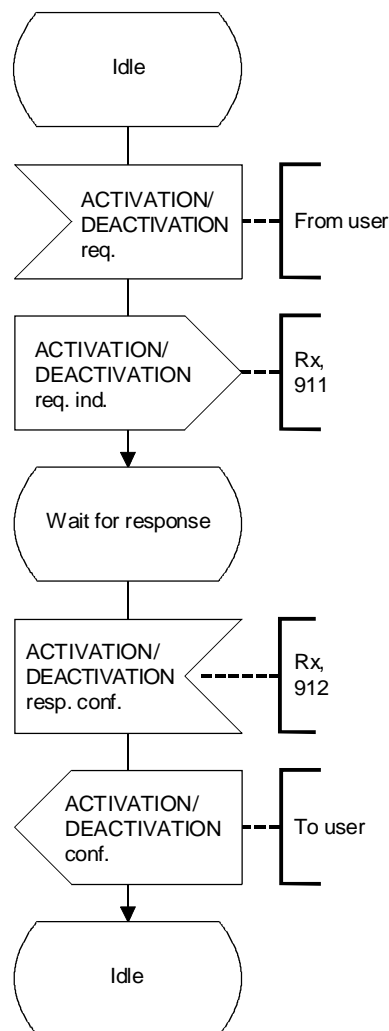 Idle
ACTIVATION/
DEACTIVATION
req.
From user
ACTIVATION/
DEACTIVATION
req. ind.
Rx,
911
Wait for response
ACTIVATION/
DEACTIVATION
resp. conf.
Rx,
912
ACTIVATION/
DEACTIVATION
conf.
To user
Idle